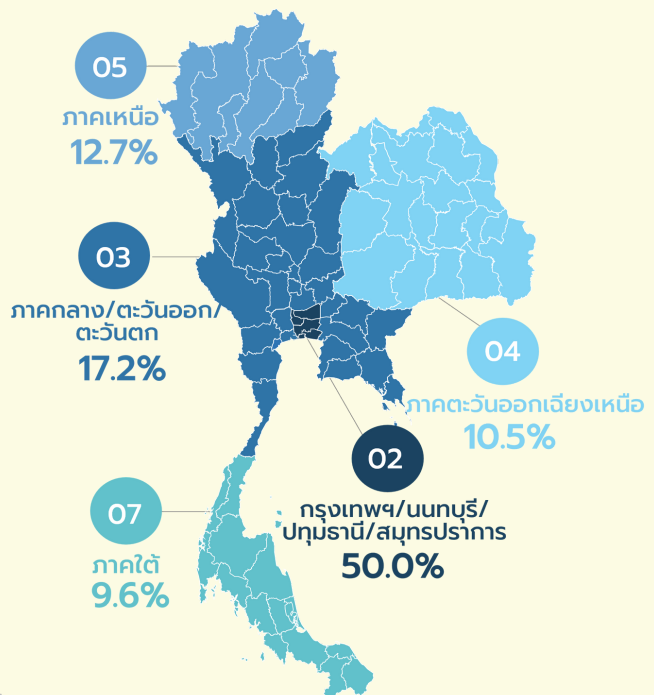 05
ภาคเหนือ
12.7%
03
ภาคกลาง/ตะวันออก/
ตะวันตก
17.2%
04
ภาคตะวันออกเฉียงเหนือ
10.5%
02
กรุงเทพฯ/นนทบุรี/
ปทุมธานี/สมุทรปราการ
50.0%
07
ภาคใต้
9.6%